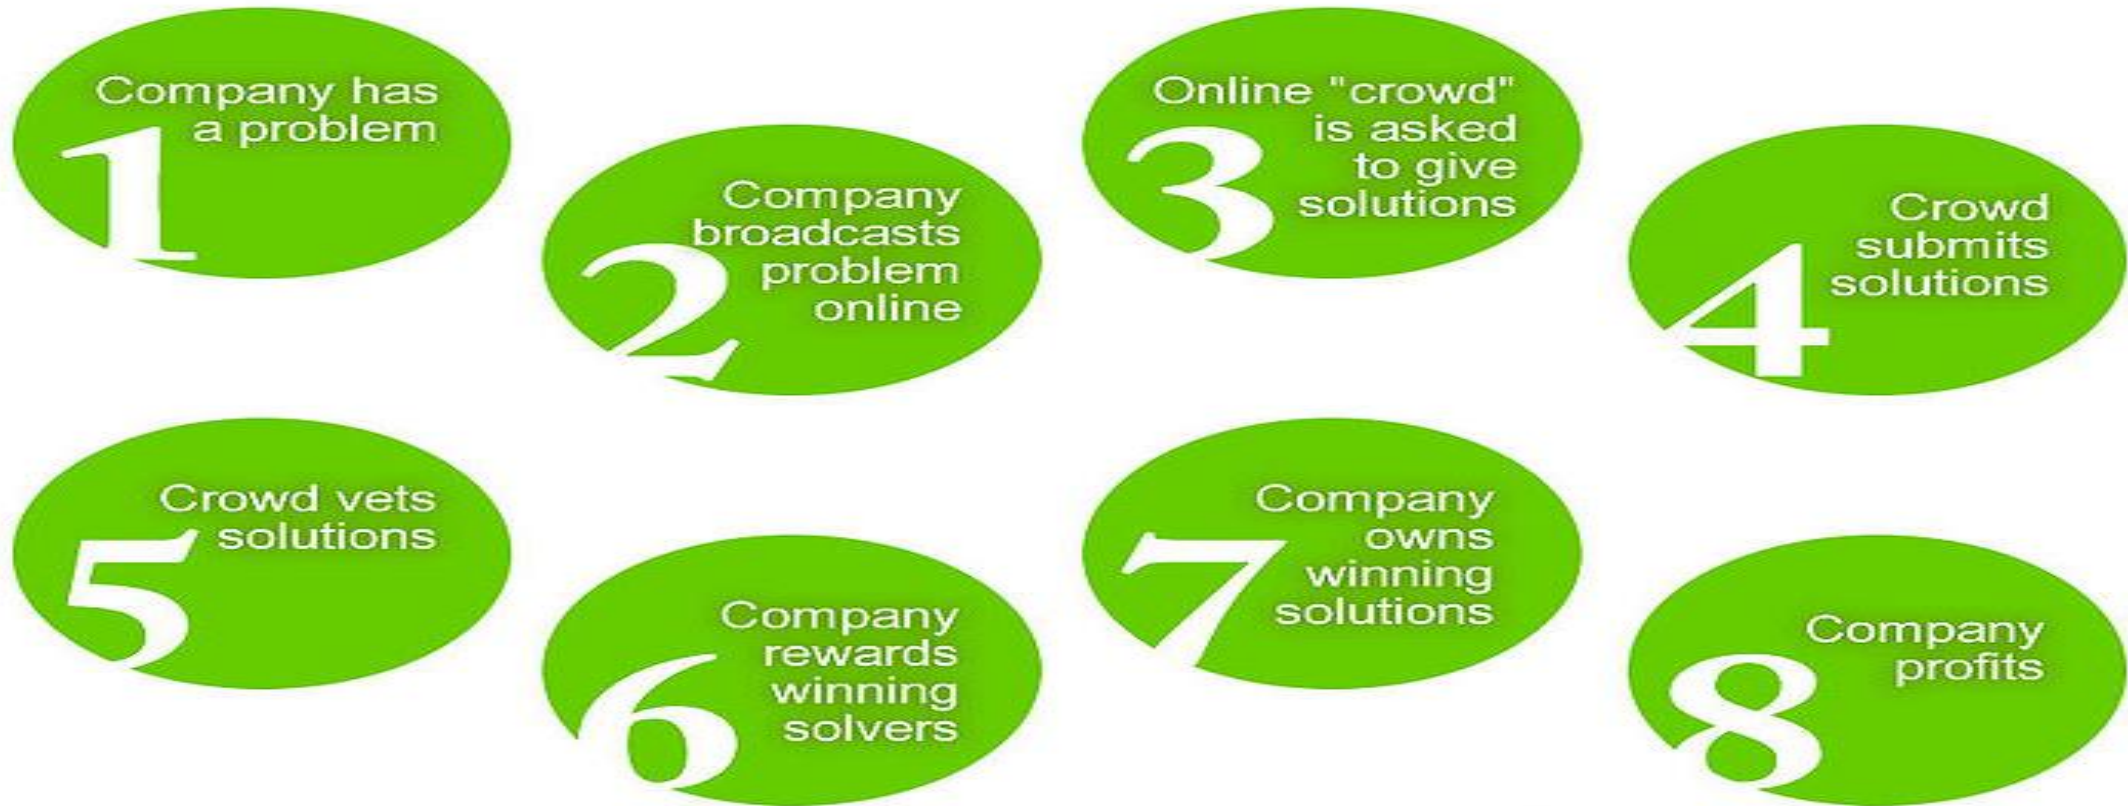 Company has
a problem
1
Company
broadcasts
problem
online
2
Online "crowd"
is asked
to give
solutions
3
Crowd
submits
solutions
4
Crowd vets
solutions
5
Company
rewards
winning
solvers
6
Company
owns
winning
solutions
7
Company
profits
8